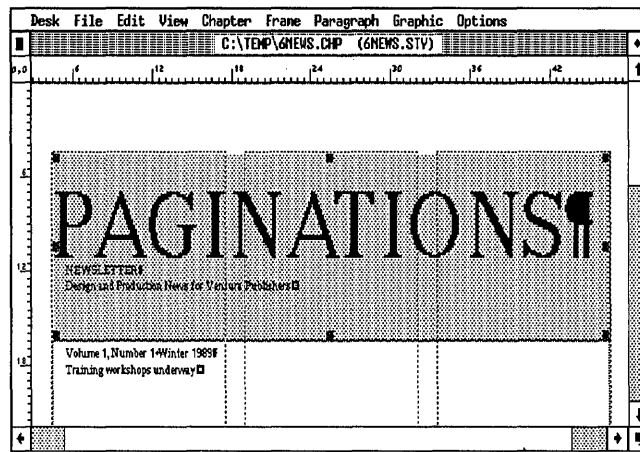 Desk File Edit View Chapter Frame Paragraph Graphic Options
C:\TEMP\6NEWS.CHP (6NEWS.STY)
0,0 6 12 18 24 30 36 42
6
PAGINATIONS¶
12
NEWSLETTER¶
Design and Production News for Ventura Publishers□
Volume 1, Number 1•Winter 1989¶
18
Training workshops underway□